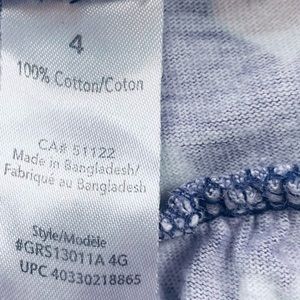 4
100% Cotton/Coton
CA# 51122
Made in Bangladesh/
Fabriqué au Bangladesh
Style/Modèle
#GRS13011A 4G
UPC 40330218865